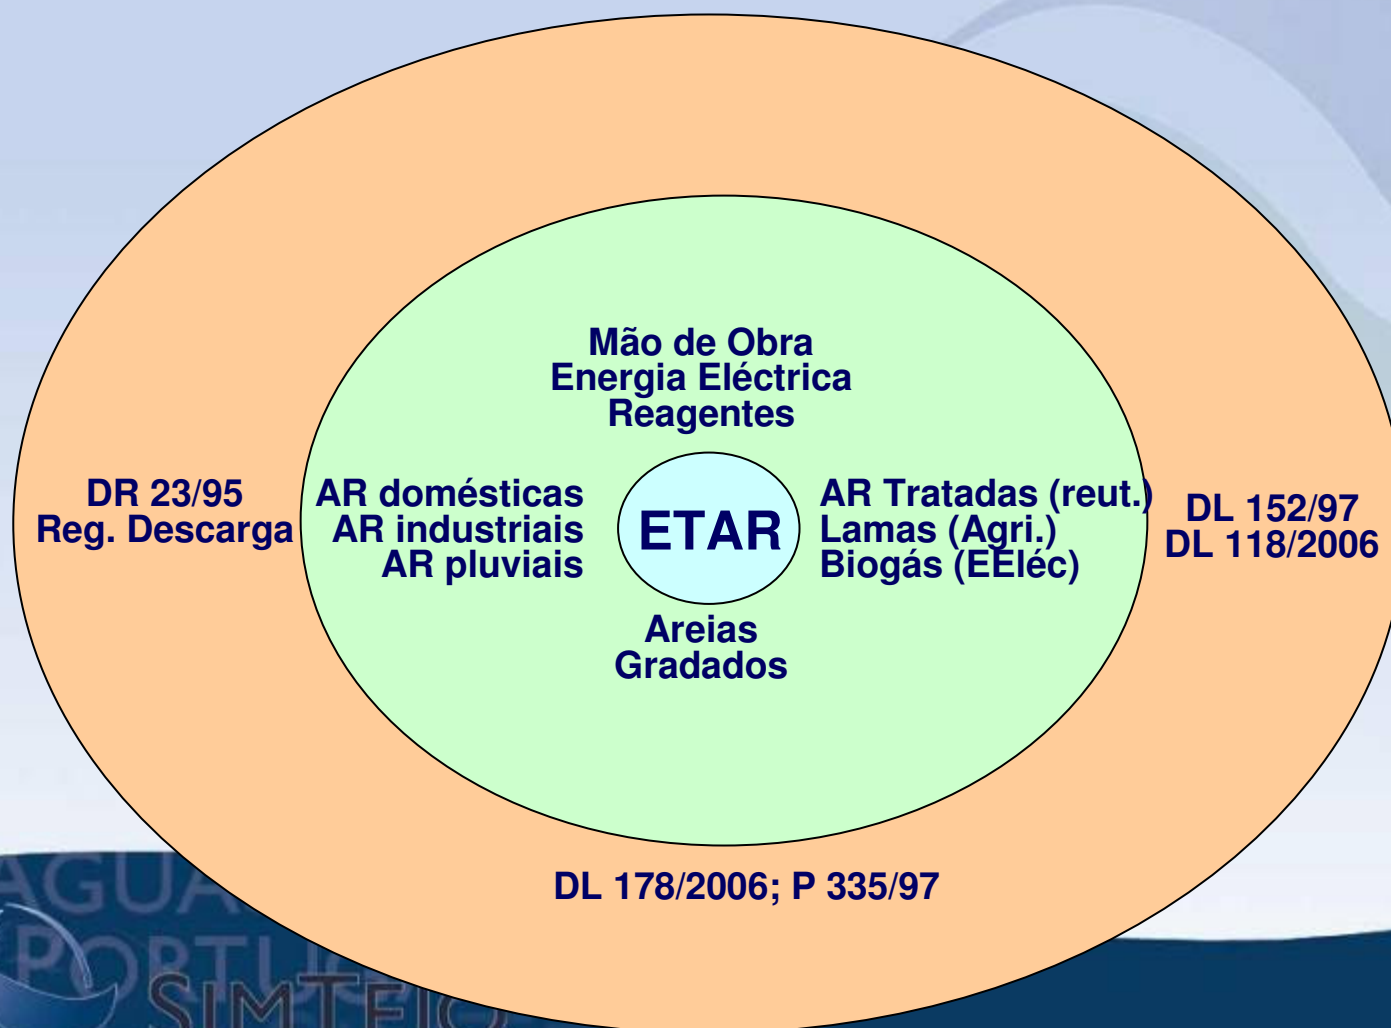 Mão de Obra
Energia Eléctrica
Reagentes
DR 23/95
Reg. Descarga
AR domésticas
AR industriais
AR pluviais
ETAR
AR Tratadas (reut.)
Lamas (Agri.)
Biogás (EEléc)
DL 152/97
DL 118/2006
Areias
Gradados
DL 178/2006; P 335/97
SIMTEJO